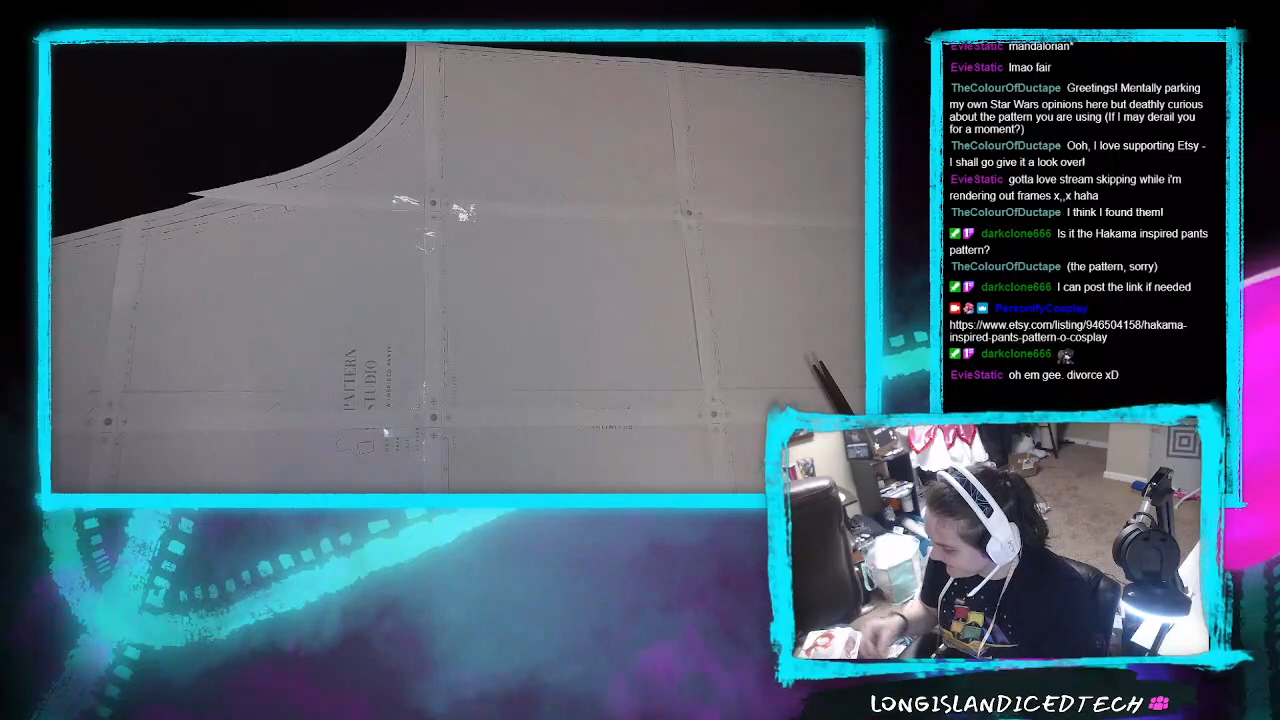 EvieStatic mandalorian*
EvieStatic lmao fair
TheColourOfDuctape Greetings! Mentally parking
my own Star Wars opinions here but deathly curious
about the pattern you are using (If I may derail you
for a moment?)
TheColourOfDuctape Ooh, I love supporting Etsy -
I shall go give it a look over!
EvieStatic gotta love stream skipping while i'm
rendering out frames x,,x haha
TheColourOfDuctape I think I found them!
darkclone666 Is it the Hakama inspired pants
pattern?
TheColourOfDuctape (the pattern, sorry)
darkclone666 I can post the link if needed
PersonifyCosplay
https://www.etsy.com/listing/946504158/hakama-
inspired-pants-pattern-o-cosplay
darkclone666
EvieStatic oh em gee. divorce xD
PATTERN
STUDIO
LONGISLANDICEDTECH